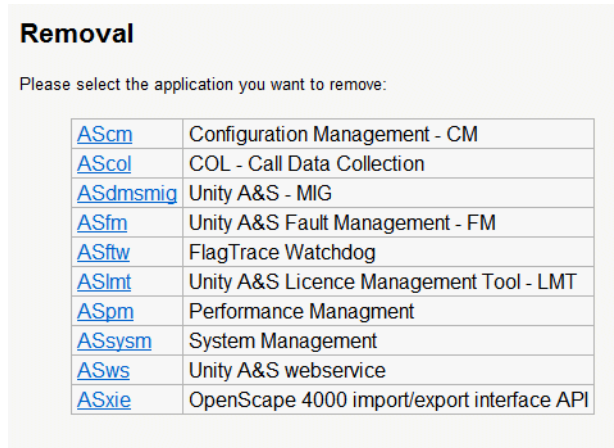 Removal
Please select the application you want to remove:
AScm Configuration Management - CM
AScol COL - Call Data Collection
ASdmsmig Unity A&S - MIG
ASfm Unity A&S Fault Management - FM
ASftw FlagTrace Watchdog
ASlmt Unity A&S Licence Management Tool - LMT
ASpm Performance Managment
ASsysm System Management
ASws Unity A&S webservice
ASxie OpenScape 4000 import/export interface API